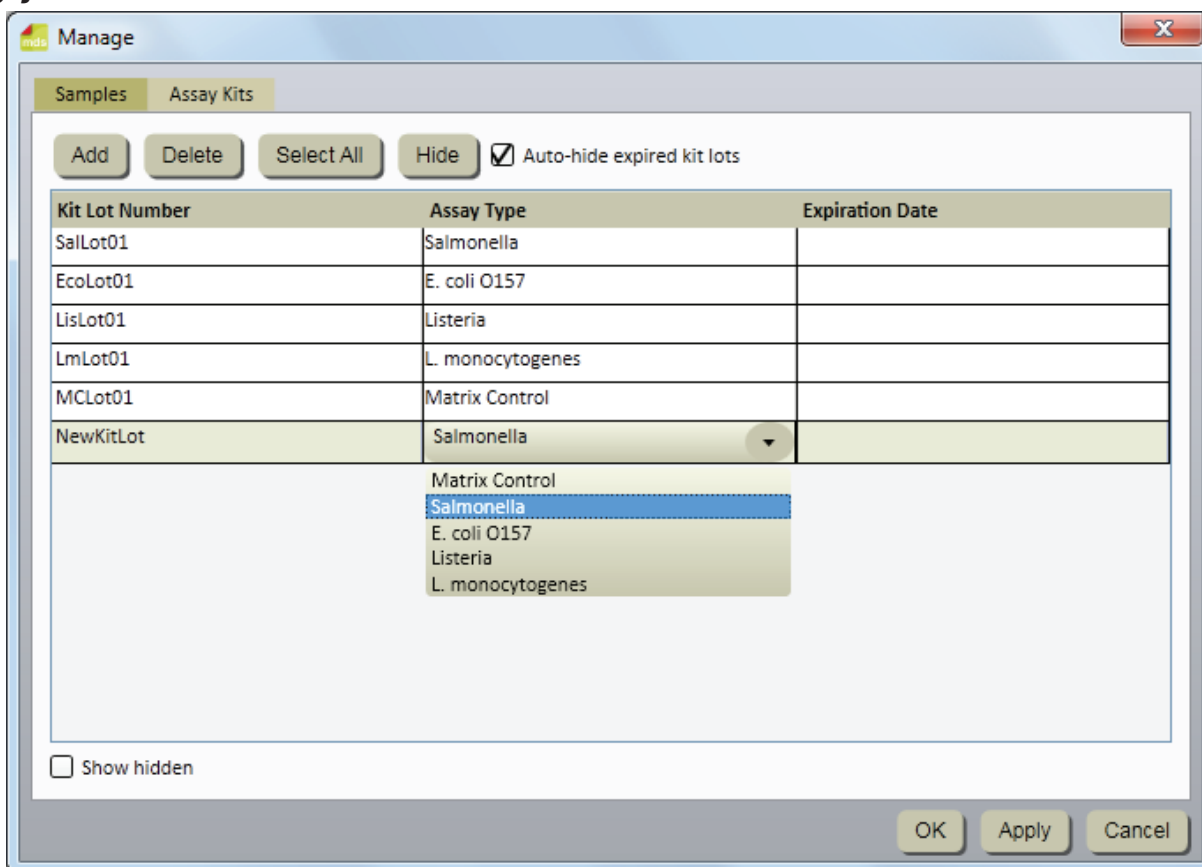 mds Manage X
Samples Assay Kits
Add Delete Select All Hide Auto-hide expired kit lots
Kit Lot Number Assay Type Expiration Date
SalLot01 Salmonella
EcoLot01 E. coli O157
LisLot01 Listeria
LmLot01 L. monocytogenes
MCLot01 Matrix Control
NewKitLot Salmonella
Matrix Control
Salmonella
E. coli O157
Listeria
L. monocytogenes
Show hidden
OK Apply Cancel